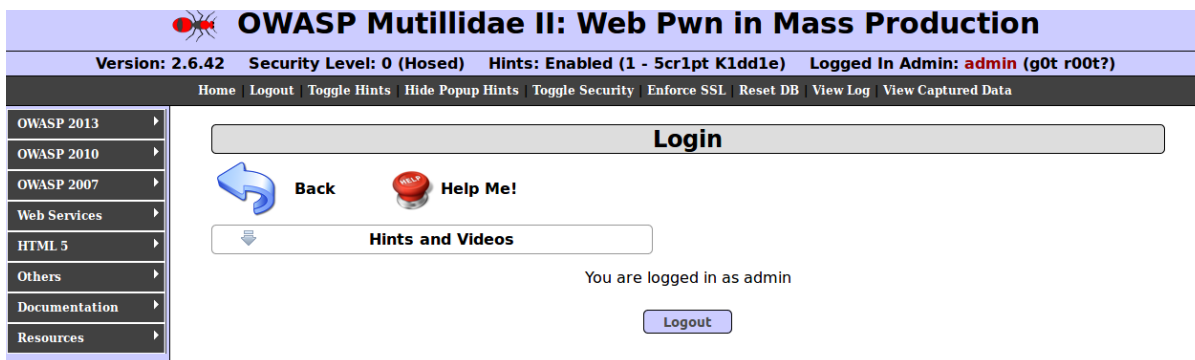 OWASP Mutillidae II: Web Pwn in Mass Production
Version: 2.6.42 Security Level: 0 (Hosed) Hints: Enabled (1 - 5cr1pt K1dd1e) Logged In Admin: admin (g0t r00t?)
Home | Logout | Toggle Hints | Hide Popup Hints | Toggle Security | Enforce SSL | Reset DB | View Log | View Captured Data
OWASP 2013
OWASP 2010
OWASP 2007
Web Services
HTML 5
Others
Documentation
Resources
Login
Back
HELP
Help Me!
Hints and Videos
You are logged in as admin
Logout